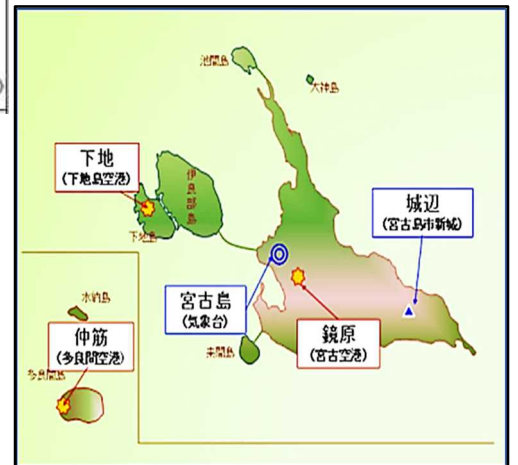 池間島
大神島
下地
(下地島空港)
伊良部島
下地島
城辺
(宮古島市新城)
宮古島
(気象台)
鏡原
(宮古空港)
来間島
水納島
仲筋
(多良間空港)
多良間島